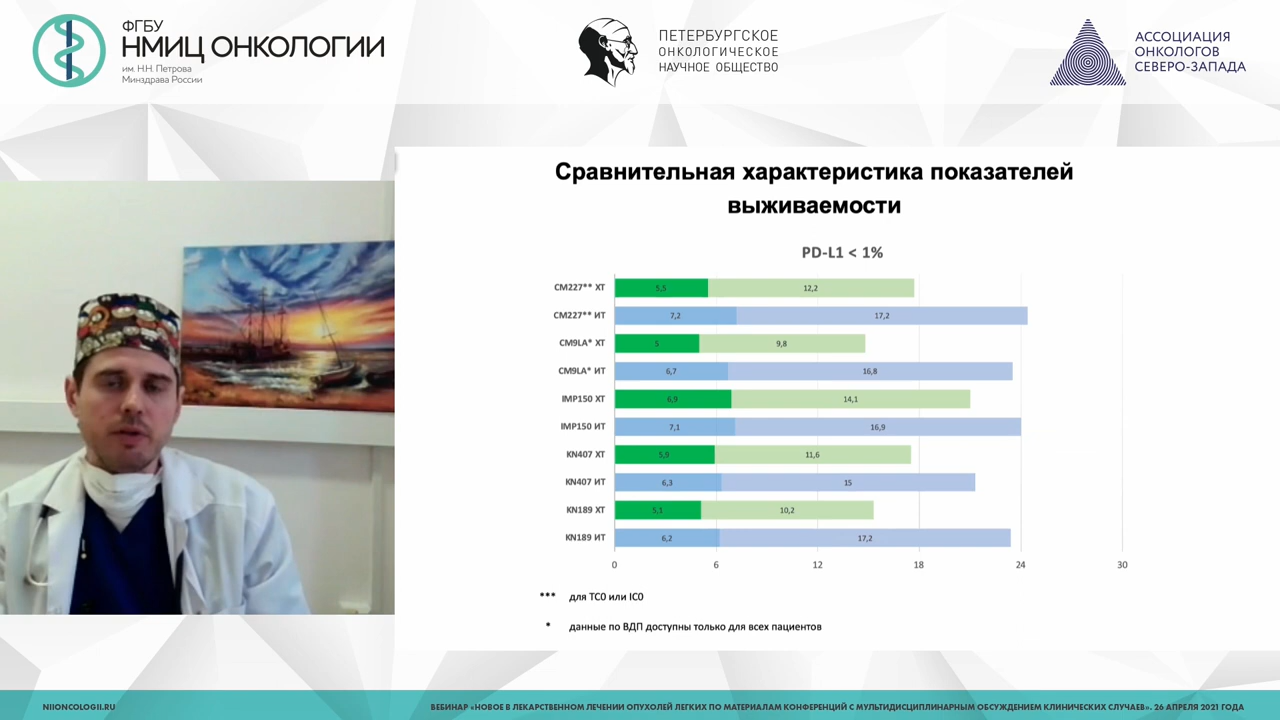 ФГБУ
НМИЦ ОНКОЛОГИИ
им. Н.Н. Петрова
Минздрава России
ПЕТЕРБУРГСКОЕ
ОНКОЛОГИЧЕСКОЕ
НАУЧНОЕ ОБЩЕСТВО
АССОЦИАЦИЯ
ОНКОЛОГОВ
СЕВЕРО-ЗАПАДА
Сравнительная характеристика показателей
выживаемости
PD-L1 < 1%
CM227** ХТ 5,5 12,2
CM227** ИТ 7,2 17,2
CM9LA* ХТ 5 9,8
CM9LA* ИТ 6,7 16,8
IMP150 ХТ 6,9 14,1
IMP150 ИТ 7,1 16,9
KN407 ХТ 5,9 11,6
KN407 ИТ 6,3 15
KN189 ХТ 5,1 10,2
KN189 ИТ 6,2 17,2
0 6 12 18 24 30
*** для TC0 или IC0
* данные по ВДП доступны только для всех пациентов
NIIONCOLOGII.RU
ВЕБИНАР «НОВОЕ В ЛЕКАРСТВЕННОМ ЛЕЧЕНИИ ОПУХОЛЕЙ ЛЕГКИХ ПО МАТЕРИАЛАМ КОНФЕРЕНЦИЙ С МУЛЬТИДИСЦИПЛИНАРНЫМ ОБСУЖДЕНИЕМ КЛИНИЧЕСКИХ СЛУЧАЕВ». 26 АПРЕЛЯ 2021 ГОДА